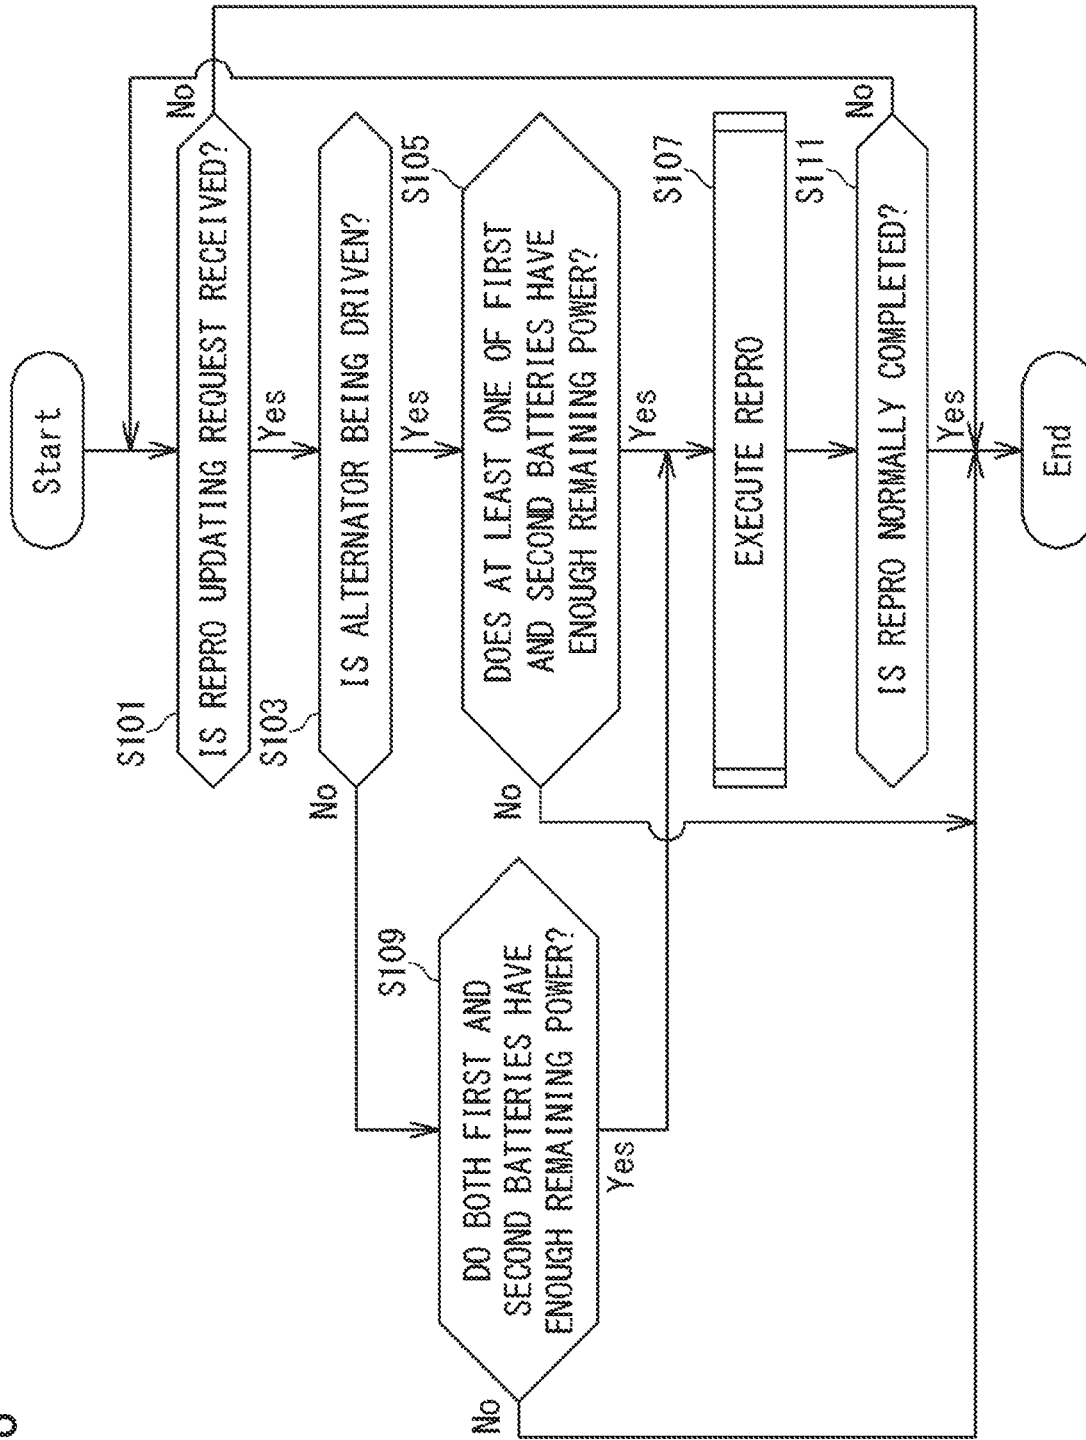 Start
S101
IS REPRO UPDATING REQUEST RECEIVED?
No
Yes
S103
IS ALTERNATOR BEING DRIVEN?
No
Yes
S105
DOES AT LEAST ONE OF FIRST
AND SECOND BATTERIES HAVE
ENOUGH REMAINING POWER?
No
Yes
S109
DO BOTH FIRST AND
SECOND BATTERIES HAVE
ENOUGH REMAINING POWER?
No
Yes
S107
EXECUTE REPRO
S111
IS REPRO NORMALLY COMPLETED?
No
Yes
End